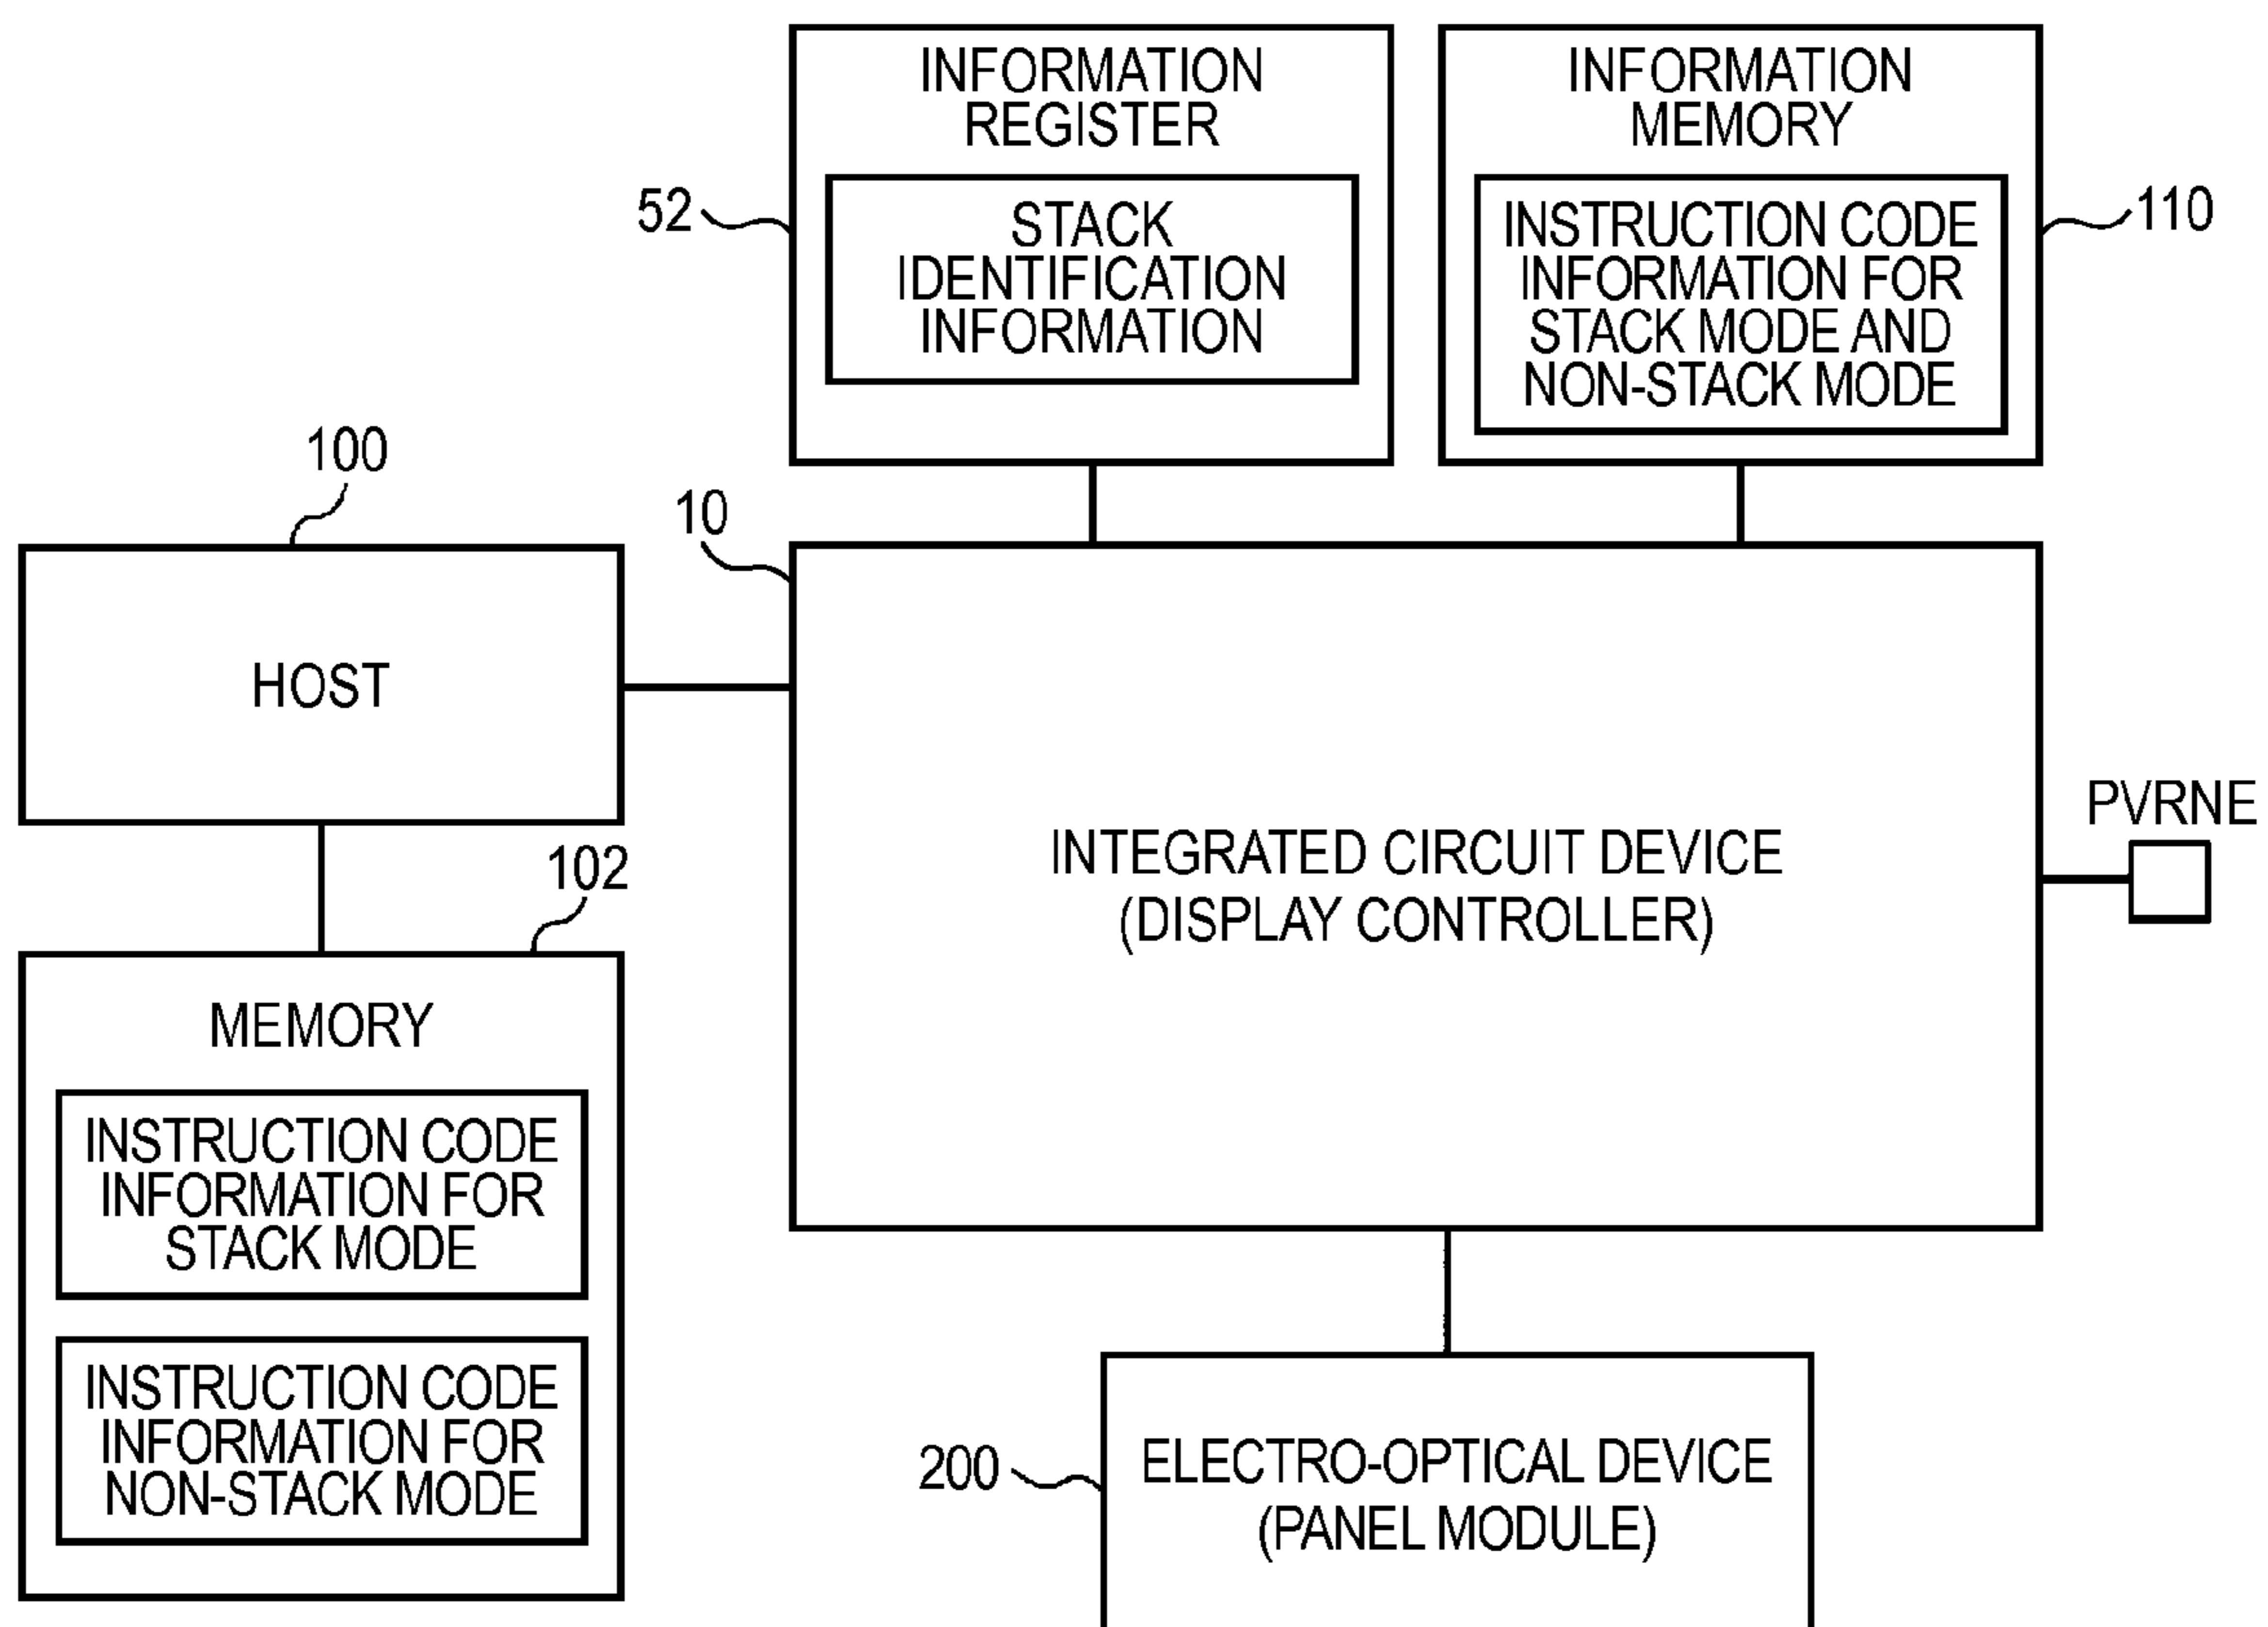 INFORMATION
REGISTER
STACK
IDENTIFICATION
INFORMATION
52
INFORMATION
MEMORY
INSTRUCTION CODE
INFORMATION FOR
STACK MODE AND
NON-STACK MODE
110
100
HOST
10
INTEGRATED CIRCUIT DEVICE
(DISPLAY CONTROLLER)
PVRNE
102
MEMORY
INSTRUCTION CODE
INFORMATION FOR
STACK MODE
INSTRUCTION CODE
INFORMATION FOR
NON-STACK MODE
200
ELECTRO-OPTICAL DEVICE
(PANEL MODULE)